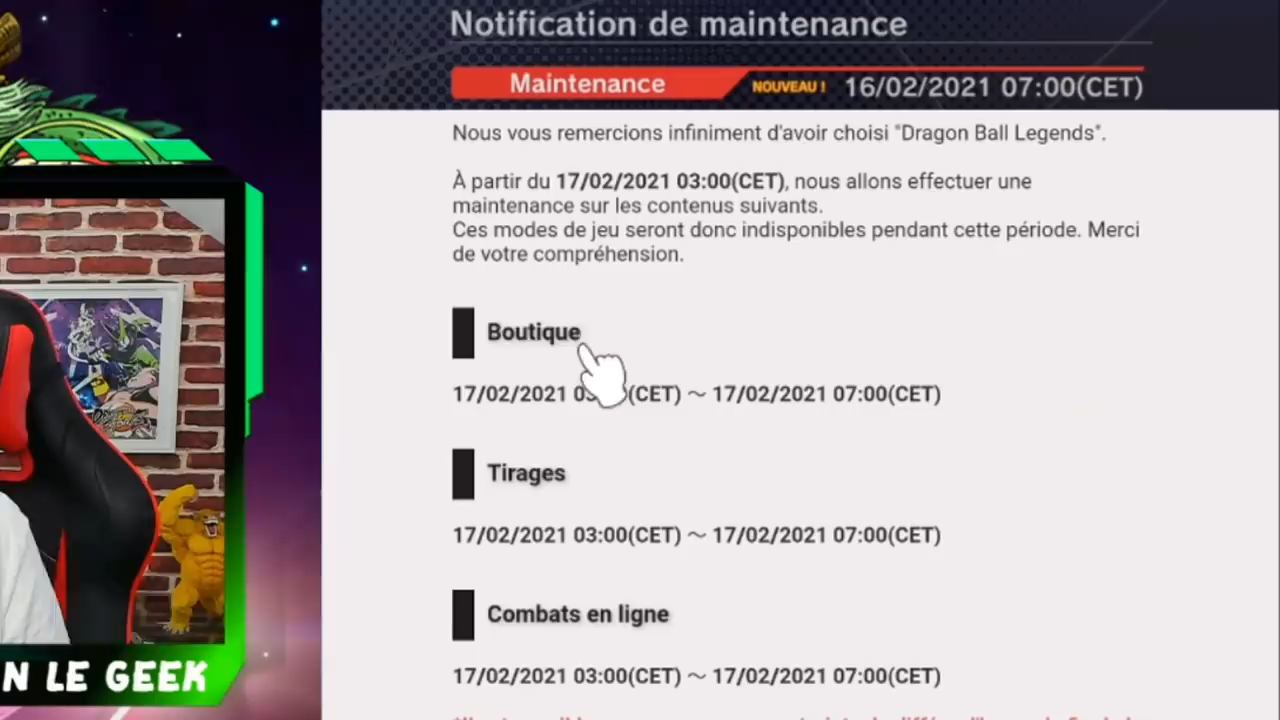 Notification de maintenance
Maintenance NOUVEAU ! 16/02/2021 07:00(CET)
Nous vous remercions infiniment d'avoir choisi "Dragon Ball Legends".
À partir du 17/02/2021 03:00(CET), nous allons effectuer une
maintenance sur les contenus suivants.
Ces modes de jeu seront donc indisponibles pendant cette période. Merci
de votre compréhension.
Boutique
17/02/2021 (CET) ～ 17/02/2021 07:00(CET)
Tirages
17/02/2021 03:00(CET) ～ 17/02/2021 07:00(CET)
Combats en ligne
17/02/2021 03:00(CET) ～ 17/02/2021 07:00(CET)
N LE GEEK